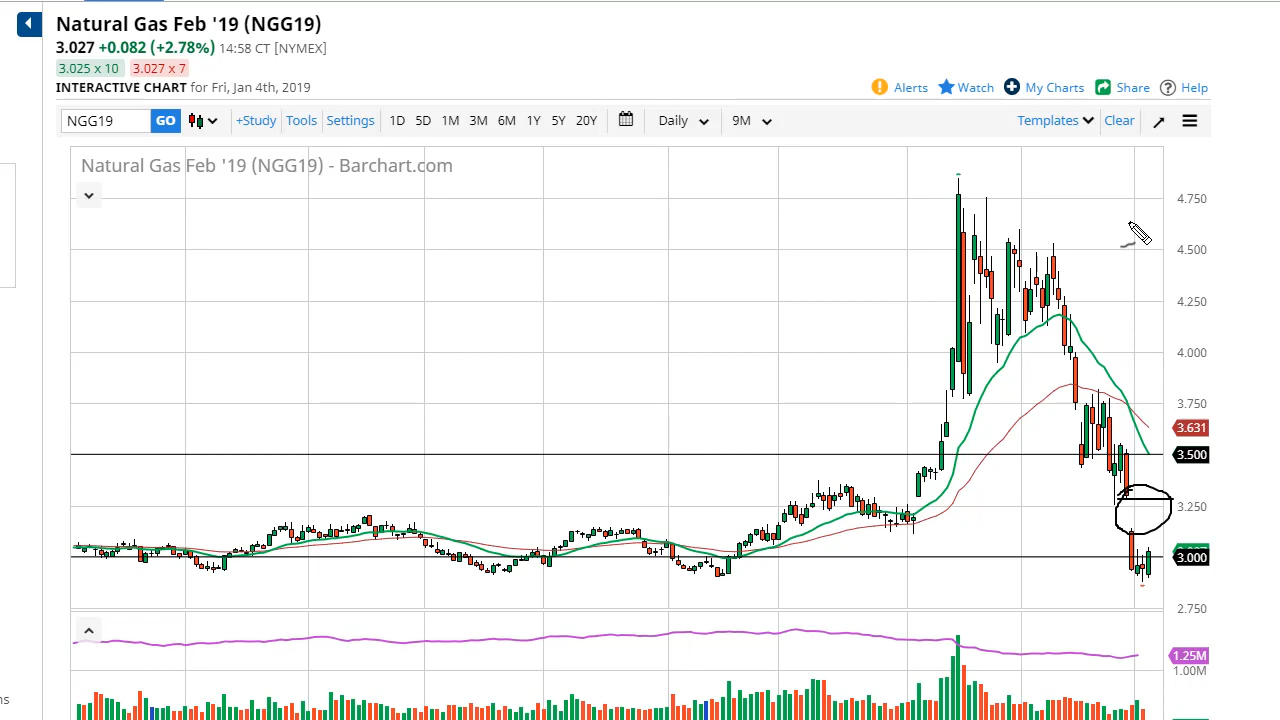 Natural Gas Feb '19 (NGG19)
3.027 +0.082 (+2.78%) 14:58 CT [NYMEX]
3.025 x 10 3.027 x 7
INTERACTIVE CHART for Fri, Jan 4th, 2019
Alerts Watch My Charts Share Help
NGG19 GO +Study Tools Settings 1D 5D 1M 3M 6M 1Y 5Y 20Y Daily 9M Templates Clear
Natural Gas Feb '19 (NGG19) - Barchart.com
4.750
4.500
4.250
4.000
3.750
3.631
3.500
3.250
3.000
2.750
1.25M
1.00M
ns